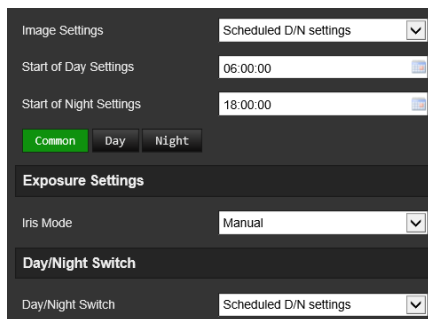 Image Settings Scheduled D/N settings
Start of Day Settings 06:00:00
Start of Night Settings 18:00:00
Common Day Night
Exposure Settings
Iris Mode Manual
Day/Night Switch
Day/Night Switch Scheduled D/N settings